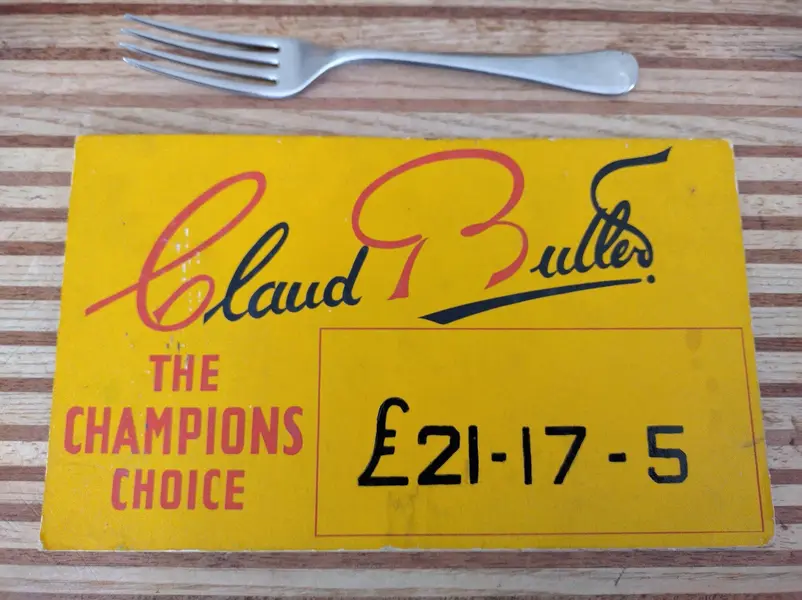 Claud Butler.
THE
CHAMPIONS
CHOICE
£21-17-5